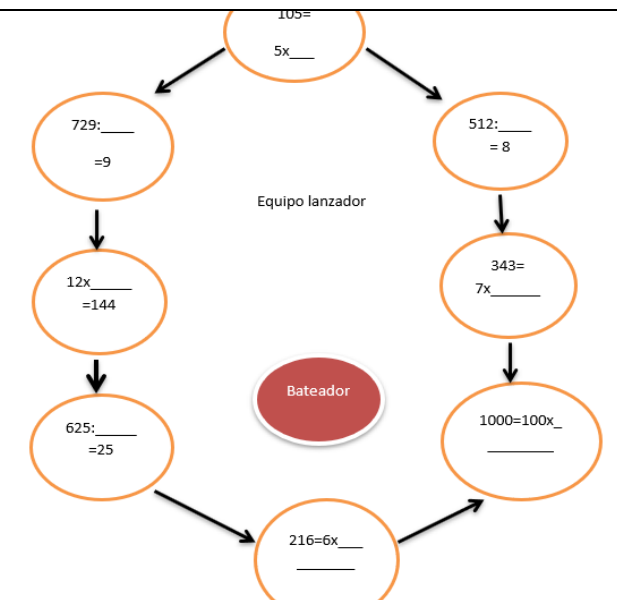 105=
5x___
729:____
=9
512:____
= 8
Equipo lanzador
12x_____
=144
343=
7x______
Bateador
625:_____
=25
1000=100x_
________
216=6x___
_______